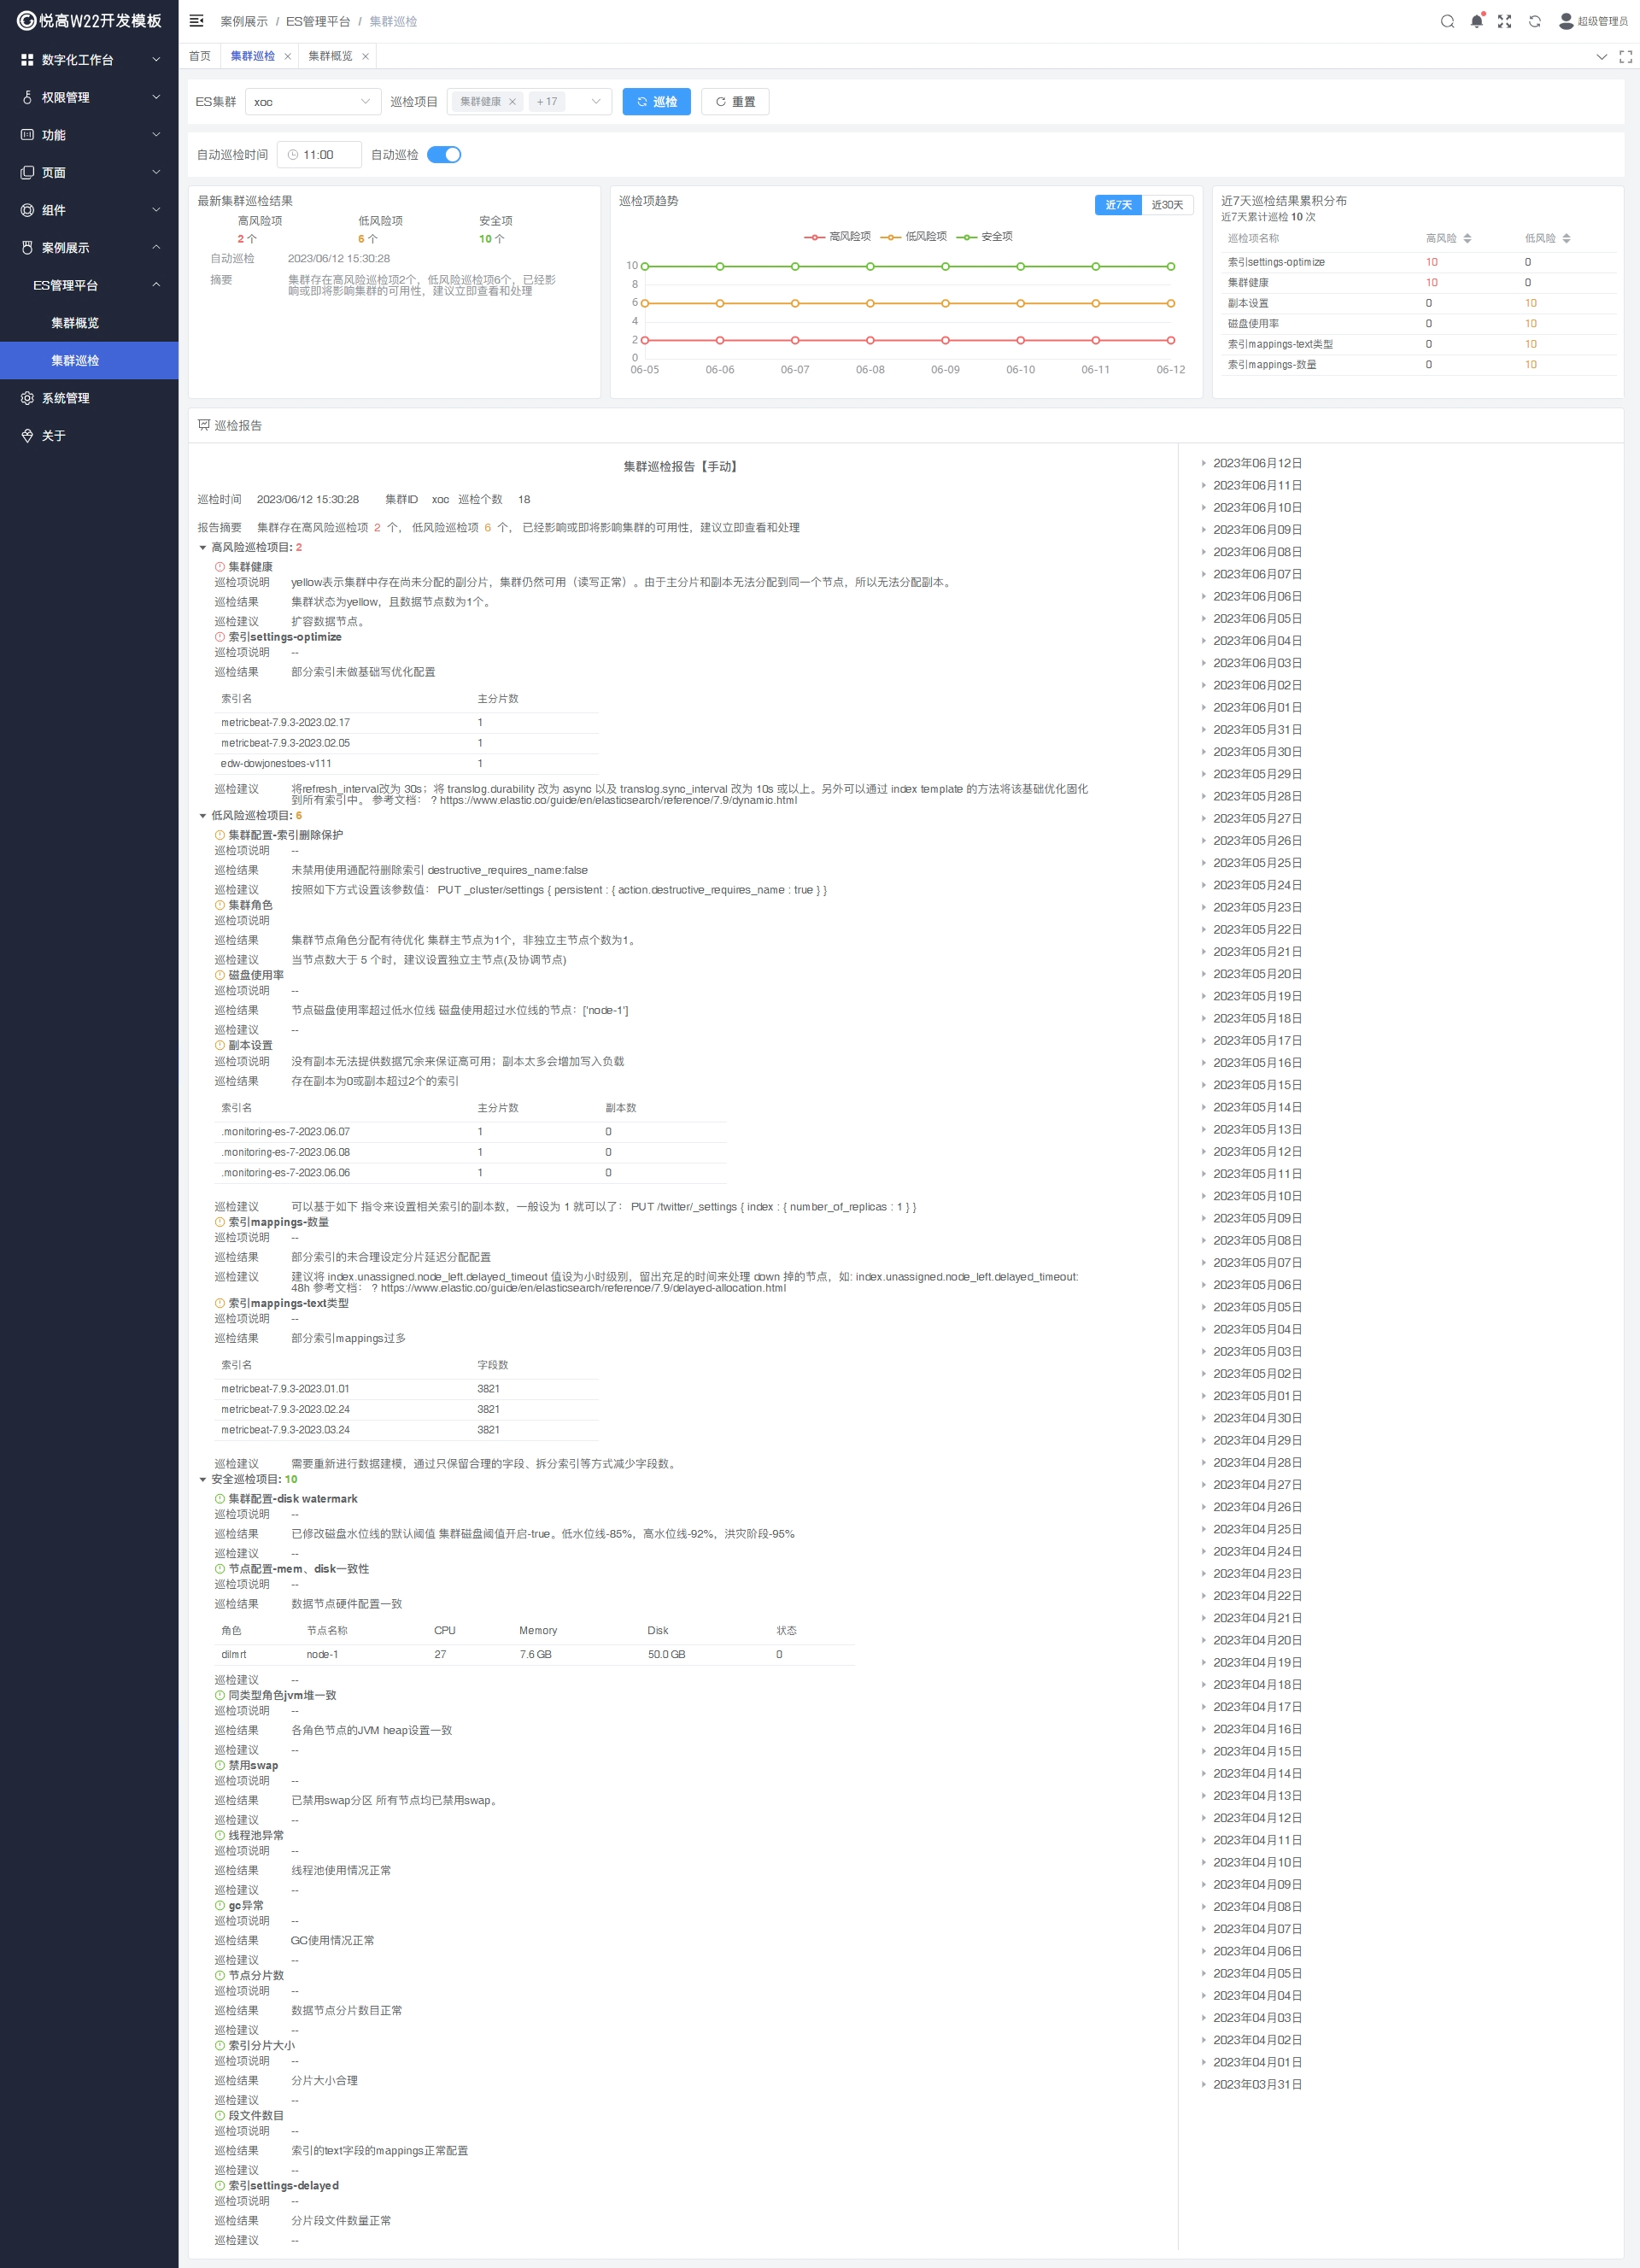 悦高W22开发模板
数字化工作台
权限管理
功能
页面
组件
案例展示
ES管理平台
集群概览
集群巡检
系统管理
关于
案例展示 / ES管理平台 / 集群巡检
超级管理员
首页
集群巡检
集群概览
ES集群 xoc 巡检项目 集群健康 + 17 巡检 重置
自动巡检时间 11:00 自动巡检
最新集群巡检结果
高风险项 低风险项 安全项
2 个 6 个 10 个
自动巡检 2023/06/12 15:30:28
摘要 集群存在高风险巡检项2个，低风险巡检项6个，已经影
响或即将影响集群的可用性，建议立即查看和处理
巡检项趋势
近7天 近30天
高风险项 低风险项 安全项
10
8
6
4
2
0
06-05 06-06 06-07 06-08 06-09 06-10 06-11 06-12
近7天巡检结果累积分布
近7天累计巡检 10 次
巡检项名称 高风险 低风险
索引settings-optimize 10 0
集群健康 10 0
副本设置 0 10
磁盘使用率 0 10
索引mappings-text类型 0 10
索引mappings-数量 0 10
巡检报告
集群巡检报告【手动】
巡检时间 2023/06/12 15:30:28 集群ID xoc 巡检个数 18
报告摘要 集群存在高风险巡检项 2 个， 低风险巡检项 6 个， 已经影响或即将影响集群的可用性，建议立即查看和处理
高风险巡检项目: 2
集群健康
巡检项说明 yellow表示集群中存在尚未分配的副分片，集群仍然可用（读写正常）。由于主分片和副本无法分配到同一个节点，所以无法分配副本。
巡检结果 集群状态为yellow，且数据节点数为1个。
巡检建议 扩容数据节点。
索引settings-optimize
巡检项说明 --
巡检结果 部分索引未做基础写优化配置
索引名 主分片数
metricbeat-7.9.3-2023.02.17 1
metricbeat-7.9.3-2023.02.05 1
edw-dowjonestoes-v111 1
巡检建议 将refresh_interval改为 30s；将 translog.durability 改为 async 以及 translog.sync_interval 改为 10s 或以上。另外可以通过 index template 的方法将该基础优化固化
到所有索引中。 参考文档： ? https://www.elastic.co/guide/en/elasticsearch/reference/7.9/dynamic.html
低风险巡检项目: 6
集群配置-索引删除保护
巡检项说明 --
巡检结果 未禁用使用通配符删除索引 destructive_requires_name:false
巡检建议 按照如下方式设置该参数值： PUT _cluster/settings { persistent : { action.destructive_requires_name : true } }
集群角色
巡检项说明
巡检结果 集群节点角色分配有待优化 集群主节点为1个，非独立主节点个数为1。
巡检建议 当节点数大于 5 个时，建议设置独立主节点(及协调节点)
磁盘使用率
巡检项说明 --
巡检结果 节点磁盘使用率超过低水位线 磁盘使用超过水位线的节点：['node-1']
巡检建议 --
副本设置
巡检项说明 没有副本无法提供数据冗余来保证高可用；副本太多会增加写入负载
巡检结果 存在副本为0或副本超过2个的索引
索引名 主分片数 副本数
.monitoring-es-7-2023.06.07 1 0
.monitoring-es-7-2023.06.08 1 0
.monitoring-es-7-2023.06.06 1 0
巡检建议 可以基于如下 指令来设置相关索引的副本数，一般设为 1 就可以了： PUT /twitter/_settings { index : { number_of_replicas : 1 } }
索引mappings-数量
巡检项说明 --
巡检结果 部分索引的未合理设定分片延迟分配配置
巡检建议 建议将 index.unassigned.node_left.delayed_timeout 值设为小时级别，留出充足的时间来处理 down 掉的节点，如: index.unassigned.node_left.delayed_timeout:
48h 参考文档： ? https://www.elastic.co/guide/en/elasticsearch/reference/7.9/delayed-allocation.html
索引mappings-text类型
巡检项说明 --
巡检结果 部分索引mappings过多
索引名 字段数
metricbeat-7.9.3-2023.01.01 3821
metricbeat-7.9.3-2023.02.24 3821
metricbeat-7.9.3-2023.03.24 3821
巡检建议 需要重新进行数据建模，通过只保留合理的字段、拆分索引等方式减少字段数。
安全巡检项目: 10
集群配置-disk watermark
巡检项说明 --
巡检结果 已修改磁盘水位线的默认阈值 集群磁盘阈值开启-true。低水位线-85%，高水位线-92%，洪灾阶段-95%
巡检建议 --
节点配置-mem、disk一致性
巡检项说明 --
巡检结果 数据节点硬件配置一致
角色 节点名称 CPU Memory Disk 状态
dilmrt node-1 27 7.6 GB 50.0 GB 0
巡检建议 --
同类型角色jvm堆一致
巡检项说明 --
巡检结果 各角色节点的JVM heap设置一致
巡检建议 --
禁用swap
巡检项说明 --
巡检结果 已禁用swap分区 所有节点均已禁用swap。
巡检建议 --
线程池异常
巡检项说明 --
巡检结果 线程池使用情况正常
巡检建议 --
gc异常
巡检项说明 --
巡检结果 GC使用情况正常
巡检建议 --
节点分片数
巡检项说明 --
巡检结果 数据节点分片数目正常
巡检建议 --
索引分片大小
巡检项说明 --
巡检结果 分片大小合理
巡检建议 --
段文件数目
巡检项说明 --
巡检结果 索引的text字段的mappings正常配置
巡检建议 --
索引settings-delayed
巡检项说明 --
巡检结果 分片段文件数量正常
巡检建议 --
2023年06月12日
2023年06月11日
2023年06月10日
2023年06月09日
2023年06月08日
2023年06月07日
2023年06月06日
2023年06月05日
2023年06月04日
2023年06月03日
2023年06月02日
2023年06月01日
2023年05月31日
2023年05月30日
2023年05月29日
2023年05月28日
2023年05月27日
2023年05月26日
2023年05月25日
2023年05月24日
2023年05月23日
2023年05月22日
2023年05月21日
2023年05月20日
2023年05月19日
2023年05月18日
2023年05月17日
2023年05月16日
2023年05月15日
2023年05月14日
2023年05月13日
2023年05月12日
2023年05月11日
2023年05月10日
2023年05月09日
2023年05月08日
2023年05月07日
2023年05月06日
2023年05月05日
2023年05月04日
2023年05月03日
2023年05月02日
2023年05月01日
2023年04月30日
2023年04月29日
2023年04月28日
2023年04月27日
2023年04月26日
2023年04月25日
2023年04月24日
2023年04月23日
2023年04月22日
2023年04月21日
2023年04月20日
2023年04月19日
2023年04月18日
2023年04月17日
2023年04月16日
2023年04月15日
2023年04月14日
2023年04月13日
2023年04月12日
2023年04月11日
2023年04月10日
2023年04月09日
2023年04月08日
2023年04月07日
2023年04月06日
2023年04月05日
2023年04月04日
2023年04月03日
2023年04月02日
2023年04月01日
2023年03月31日